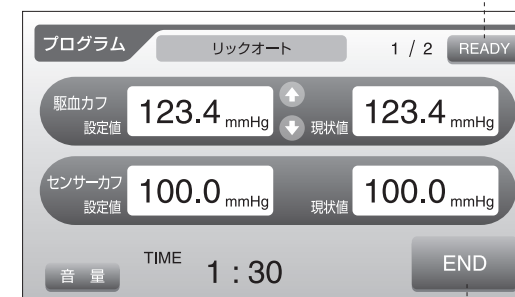 プログラム リックオート 1 / 2 READY
駆血カフ
設定値 123.4 mmHg 現状値 123.4 mmHg
センサーカフ
設定値 100.0 mmHg 現状値 100.0 mmHg
音 量 TIME 1 : 30 END